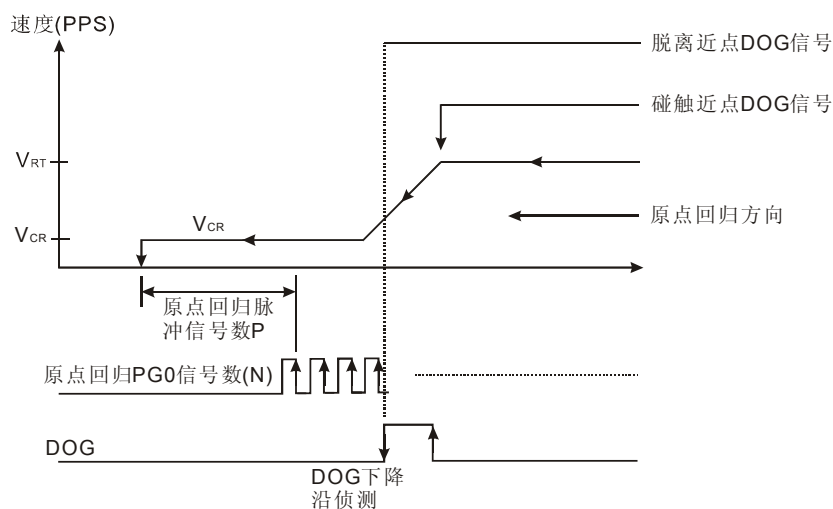 速度(PPS)
脱离近点DOG信号
碰触近点DOG信号
VRT
原点回归方向
VCR
VCR
原点回归脉
冲信号数P
原点回归PG0信号数(N)
DOG
DOG下降
沿侦测